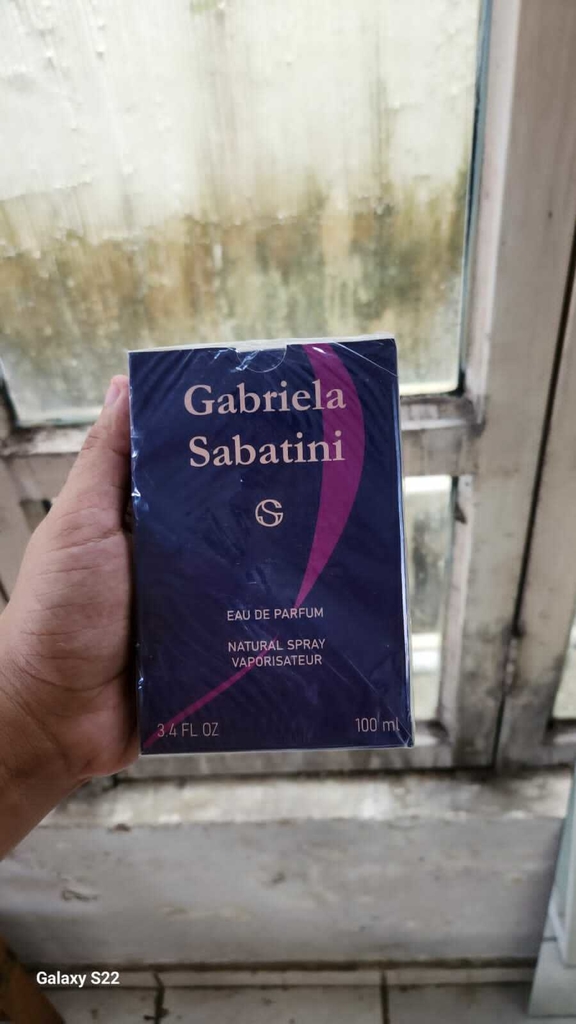 Gabriela
Sabatini
GS
EAU DE PARFUM
NATURAL SPRAY
VAPORISATEUR
3.4 FL OZ
100 ml
Galaxy S22